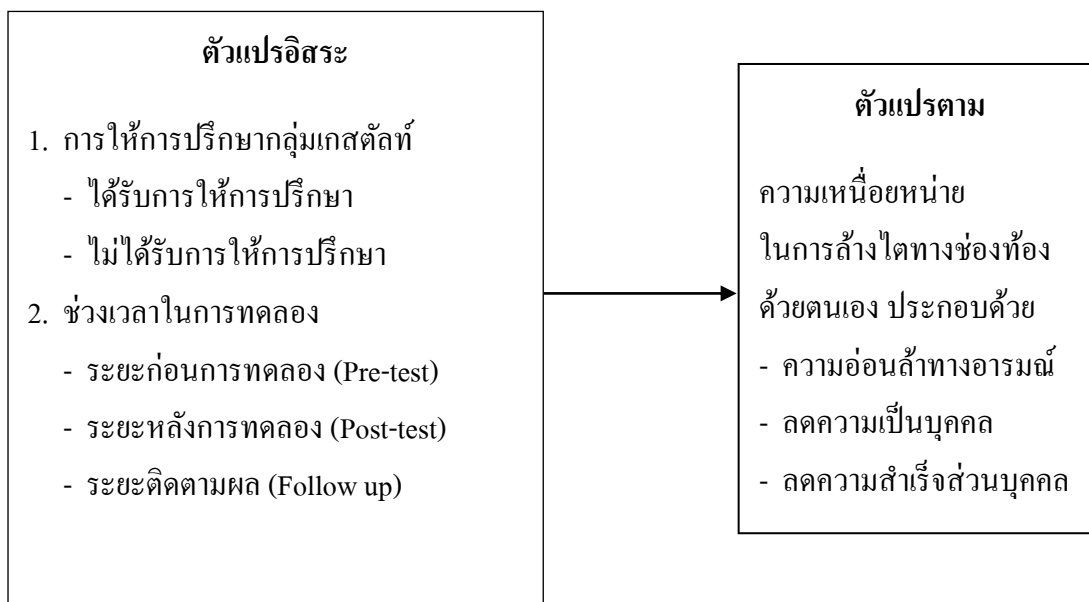 ตัวแปรอิสระ
1. การให้การปรึกษากลุ่มเกสตัลท์
- ได้รับการให้การปรึกษา
- ไม่ได้รับการให้การปรึกษา
2. ช่วงเวลาในการทดลอง
- ระยะก่อนการทดลอง (Pre-test)
- ระยะหลังการทดลอง (Post-test)
- ระยะติดตามผล (Follow up)
ตัวแปรตาม
ความเหนื่อยหน่าย
ในการล้างไตทางช่องท้อง
ด้วยตนเอง ประกอบด้วย
- ความอ่อนล้าทางอารมณ์
- ลดความเป็นบุคคล
- ลดความสำเร็จส่วนบุคคล